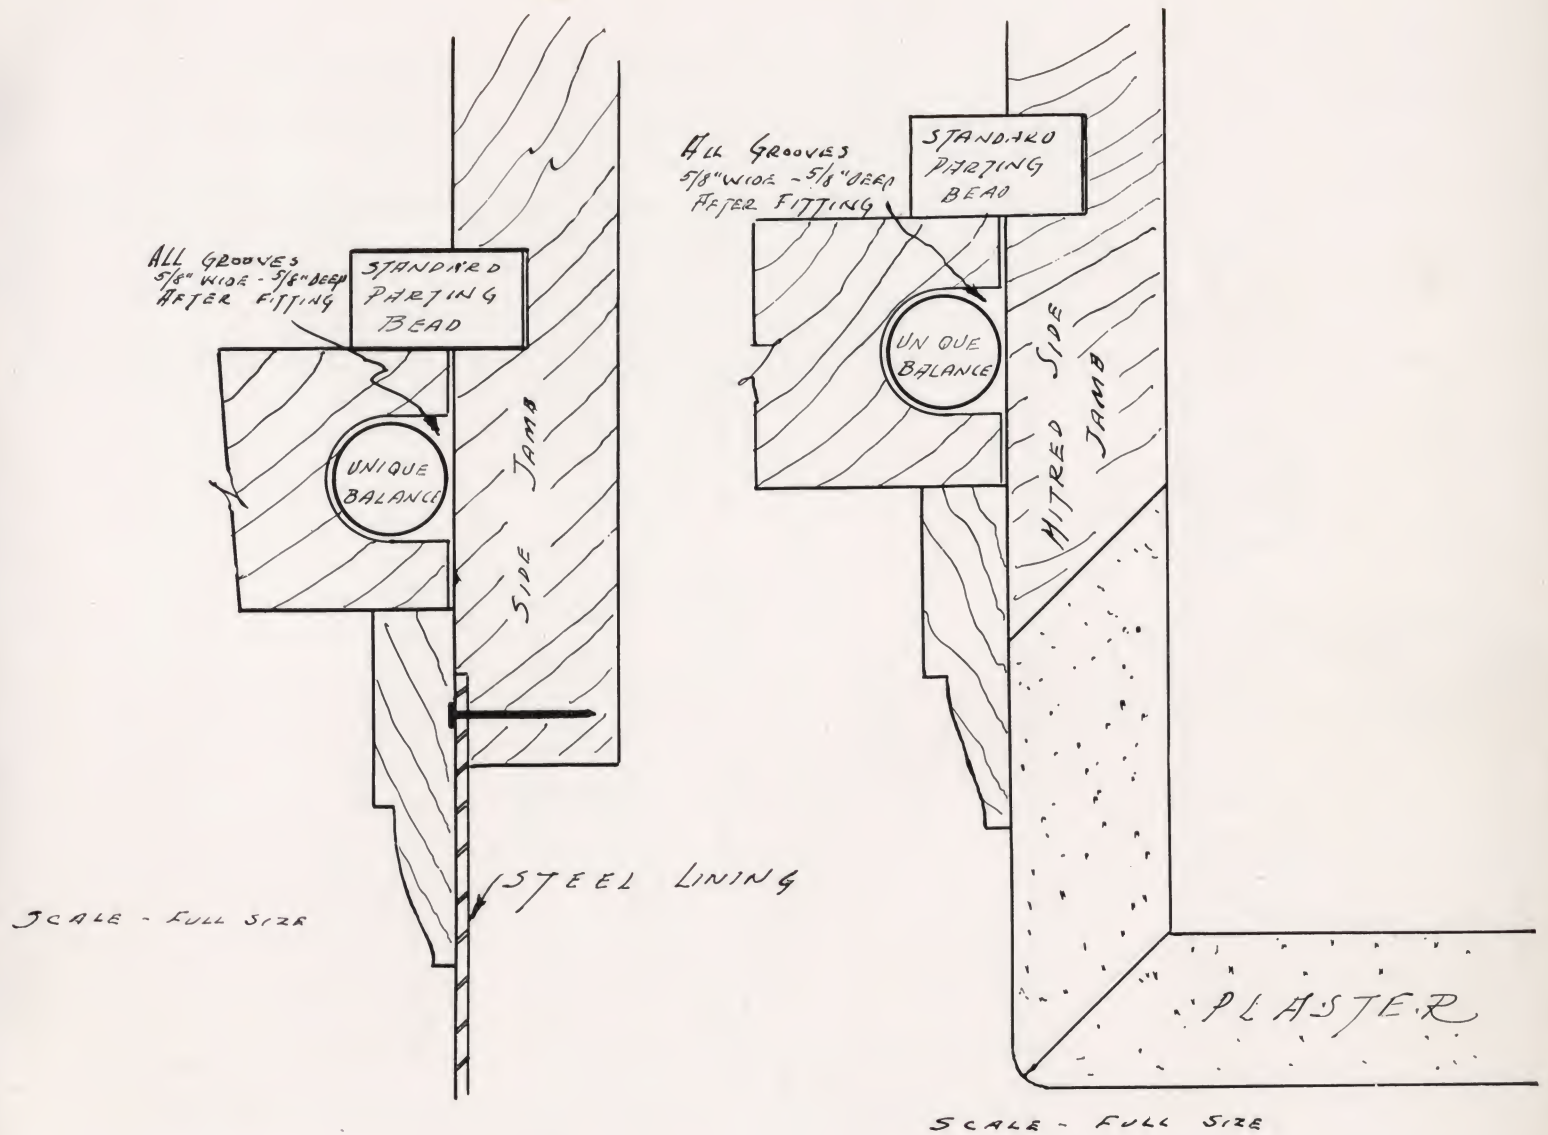 ALL GROOVES
5/8" WIDE - 5/8" DEEP
AFTER FITTING
STANDARD
PARTING
BEAD
UNIQUE
BALANCE
SIDE JAMB
STEEL LINING
SCALE - FULL SIZE
ALL GROOVES
5/8" WIDE - 5/8" DEEP
AFTER FITTING
STANDARD
PARTING
BEAD
UNIQUE
BALANCE
MITRED SIDE
JAMB
PLASTER
SCALE - FULL SIZE